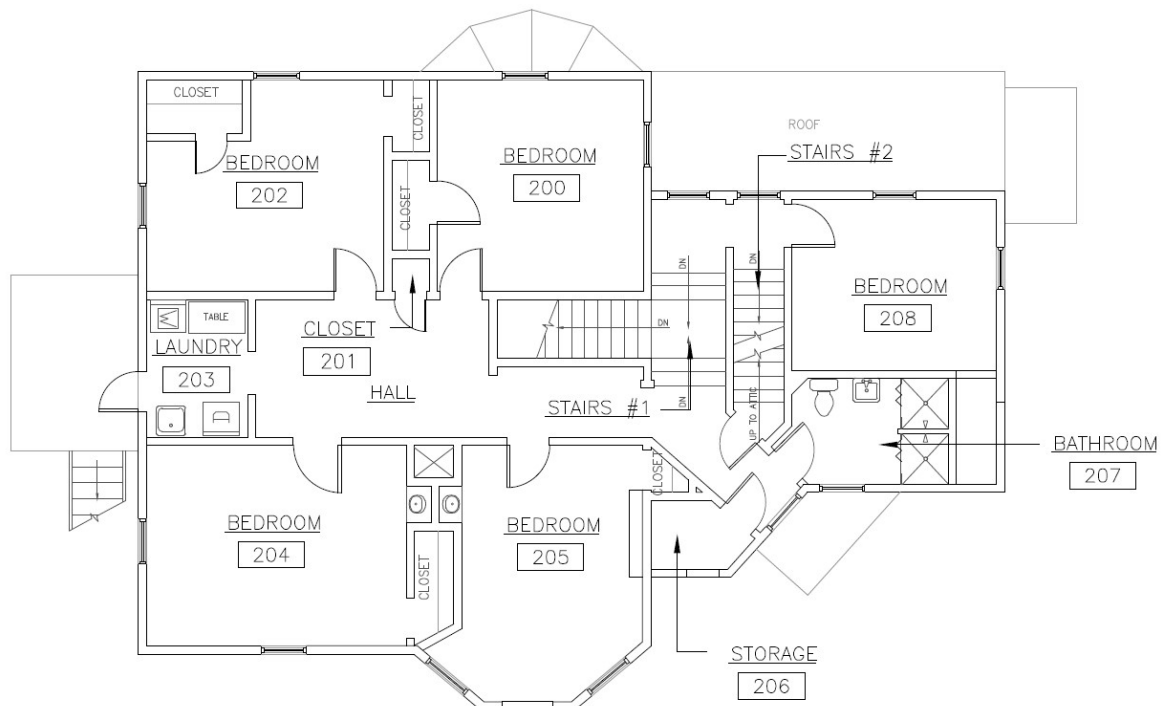 CLOSET
CLOSET
ROOF
BEDROOM
202
BEDROOM
200
STAIRS #2
CLOSET
DN
DN
BEDROOM
208
TABLE
DN
LAUNDRY
203
CLOSET
201
HALL
STAIRS #1
DN
UP TO ATTIC
D
BATHROOM
207
CLOSET
BEDROOM
204
BEDROOM
205
CLOSET
STORAGE
206